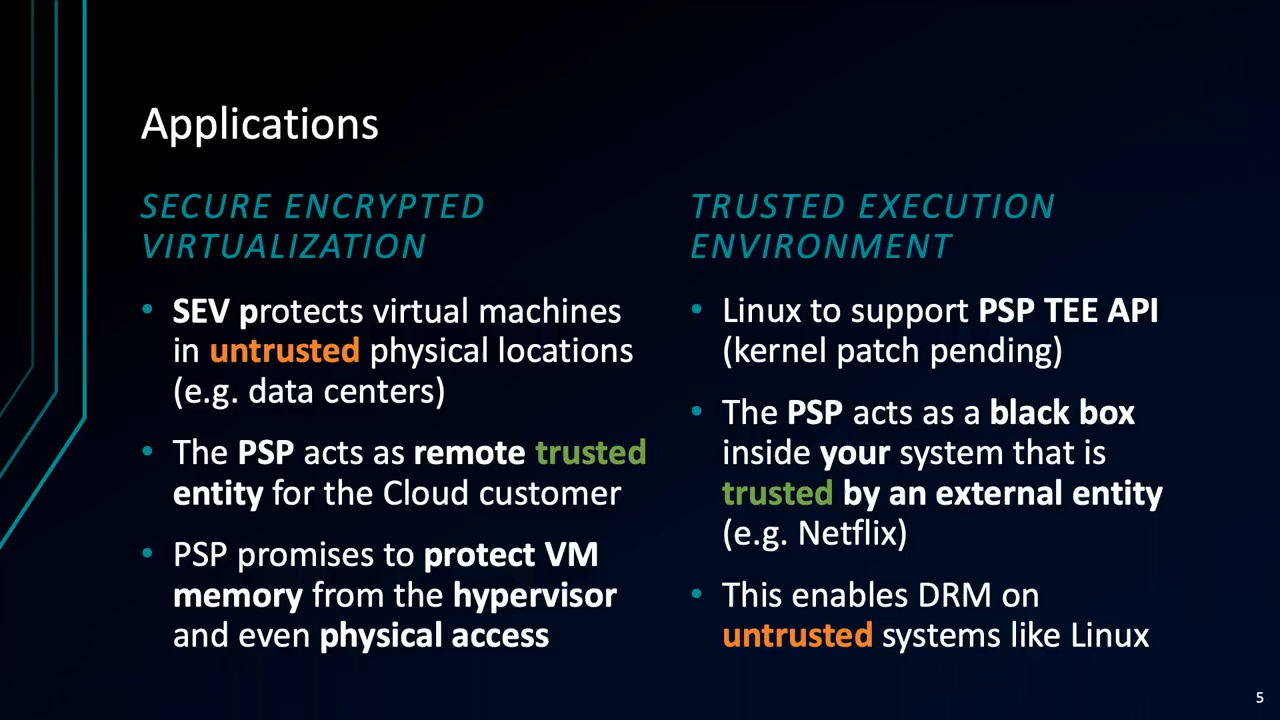 Applications
SECURE ENCRYPTED
VIRTUALIZATION
• SEV protects virtual machines
in untrusted physical locations
(e.g. data centers)
• The PSP acts as remote trusted
entity for the Cloud customer
• PSP promises to protect VM
memory from the hypervisor
and even physical access
TRUSTED EXECUTION
ENVIRONMENT
• Linux to support PSP TEE API
(kernel patch pending)
• The PSP acts as a black box
inside your system that is
trusted by an external entity
(e.g. Netflix)
• This enables DRM on
untrusted systems like Linux
5